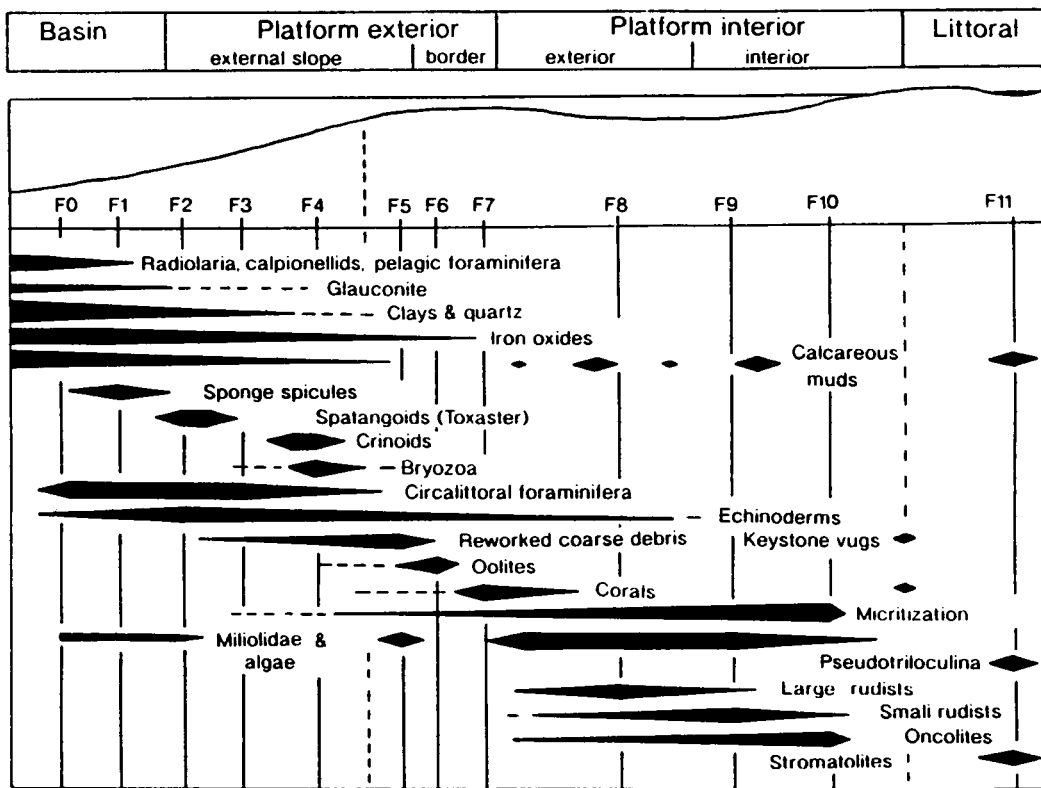 Basin
Platform exterior
Platform interior
Littoral
external slope
border
exterior
interior
F0 F1 F2 F3 F4 F5 F6 F7 F8 F9 F10 F11
Radiolaria, calpionellids, pelagic foraminifera
Glauconite
Clays & quartz
Iron oxides
Calcareous
muds
Sponge spicules
Spatangoids (Toxaster)
Crinoids
Bryozoa
Circalittoral foraminifera
Echinoderms
Reworked coarse debris
Keystone vugs
Oolites
Corals
Micritization
Miliolidae &
algae
Pseudotriloculina
Large rudists
Small rudists
Oncolites
Stromatolites